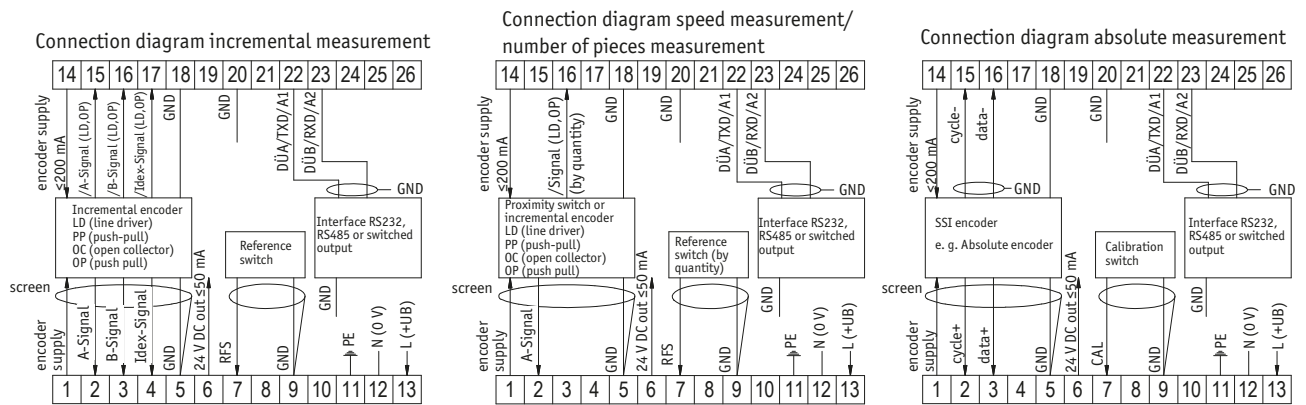 Connection diagram incremental measurement
14 15 16 17 18 19 20 21 22 23 24 25 26
encoder supply
≤200 mA
/A-Signal (LD,OP)
/B-Signal (LD,OP)
/Idex-Signal (LD,OP)
GND
GND
DÜA/TXD/A1
DÜB/RXD/A2
GND
Incremental encoder
LD (line driver)
PP (push-pull)
OC (open collector)
OP (push pull)
Reference
switch
Interface RS232,
RS485 or switched
output
screen
encoder
supply
A-Signal
B-Signal
Idex-Signal
GND
24 V DC out ≤50 mA
RFS
GND
GND
PE
N (0 V)
L (+UB)
1 2 3 4 5 6 7 8 9 10 11 12 13
Connection diagram speed measurement/
number of pieces measurement
14 15 16 17 18 19 20 21 22 23 24 25 26
encoder supply
≤200 mA
/Signal (LD,OP)
(by quantity)
GND
GND
DÜA/TXD/A1
DÜB/RXD/A2
GND
Proximity switch or
incremental encoder
LD (line driver)
PP (push-pull)
OC (open collector)
OP (push pull)
Reference
switch (by
quantity)
Interface RS232,
RS485 or switched
output
screen
encoder
supply
A-Signal
GND
24 V DC out ≤50 mA
RFS
GND
GND
PE
N (0 V)
L (+UB)
1 2 3 4 5 6 7 8 9 10 11 12 13
Connection diagram absolute measurement
14 15 16 17 18 19 20 21 22 23 24 25 26
encoder supply
≤200 mA
cycle-
data-
GND
GND
DÜA/TXD/A1
DÜB/RXD/A2
GND
SSI encoder
e. g. Absolute encoder
Calibration
switch
Interface RS232,
RS485 or switched
output
screen
encoder
supply
cycle+
data+
GND
24 V DC out ≤50 mA
CAL
GND
GND
PE
N (0 V)
L (+UB)
1 2 3 4 5 6 7 8 9 10 11 12 13